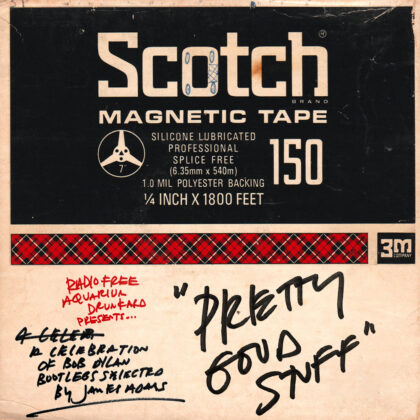 Scotch®
BRAND
MAGNETIC TAPE
7"
SILICONE LUBRICATED
PROFESSIONAL
SPLICE FREE
(6.35mm x 540m)
1.0 MIL POLYESTER BACKING
150
¼ INCH X 1800 FEET
3M
COMPANY
RADIO FREE
AQUARIUM
DRUNKARD
PRESENTS...
A CELEB
A CELEBRATION
OF BOB DYLAN
BOOTLEGS SELECTED
By JAMES ADAMS
"PRETTY
GOOD
STUFF"